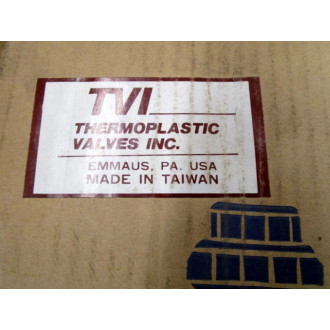 TVI
THERMOPLASTIC
VALVES INC.
EMMAUS, PA. USA
MADE IN TAIWAN